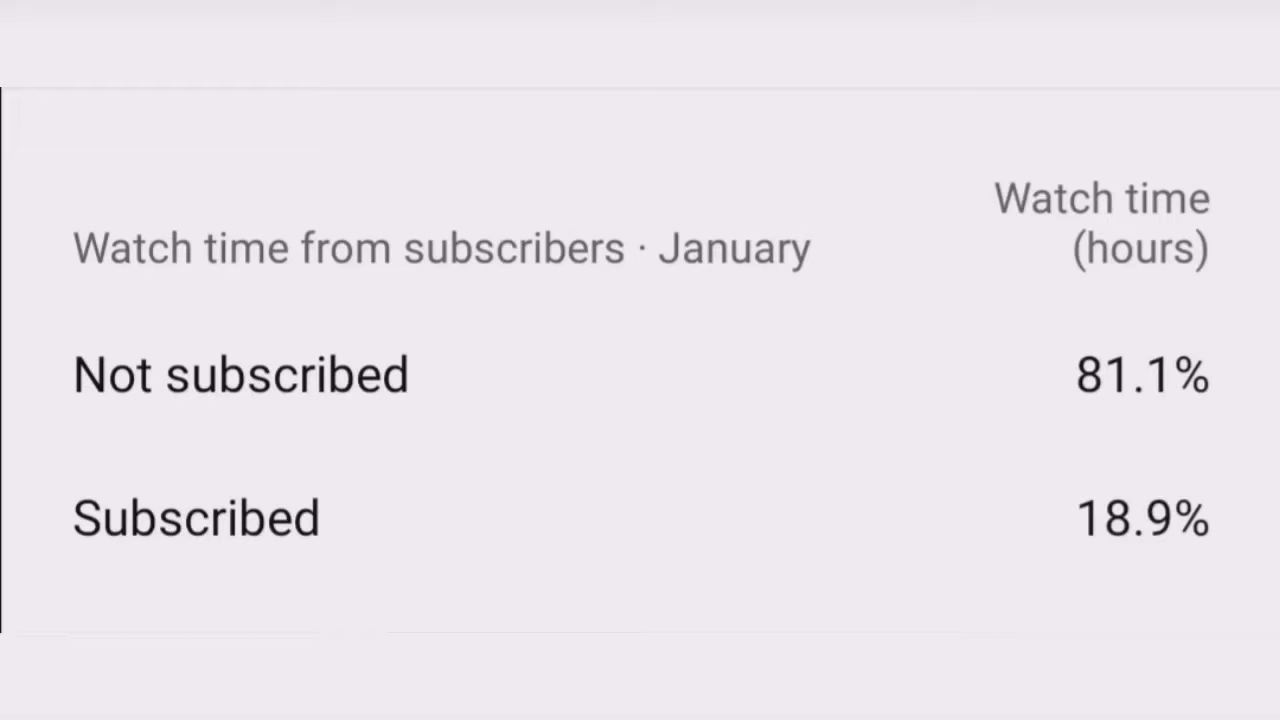 Watch time
Watch time from subscribers · January (hours)
Not subscribed 81.1%
Subscribed 18.9%